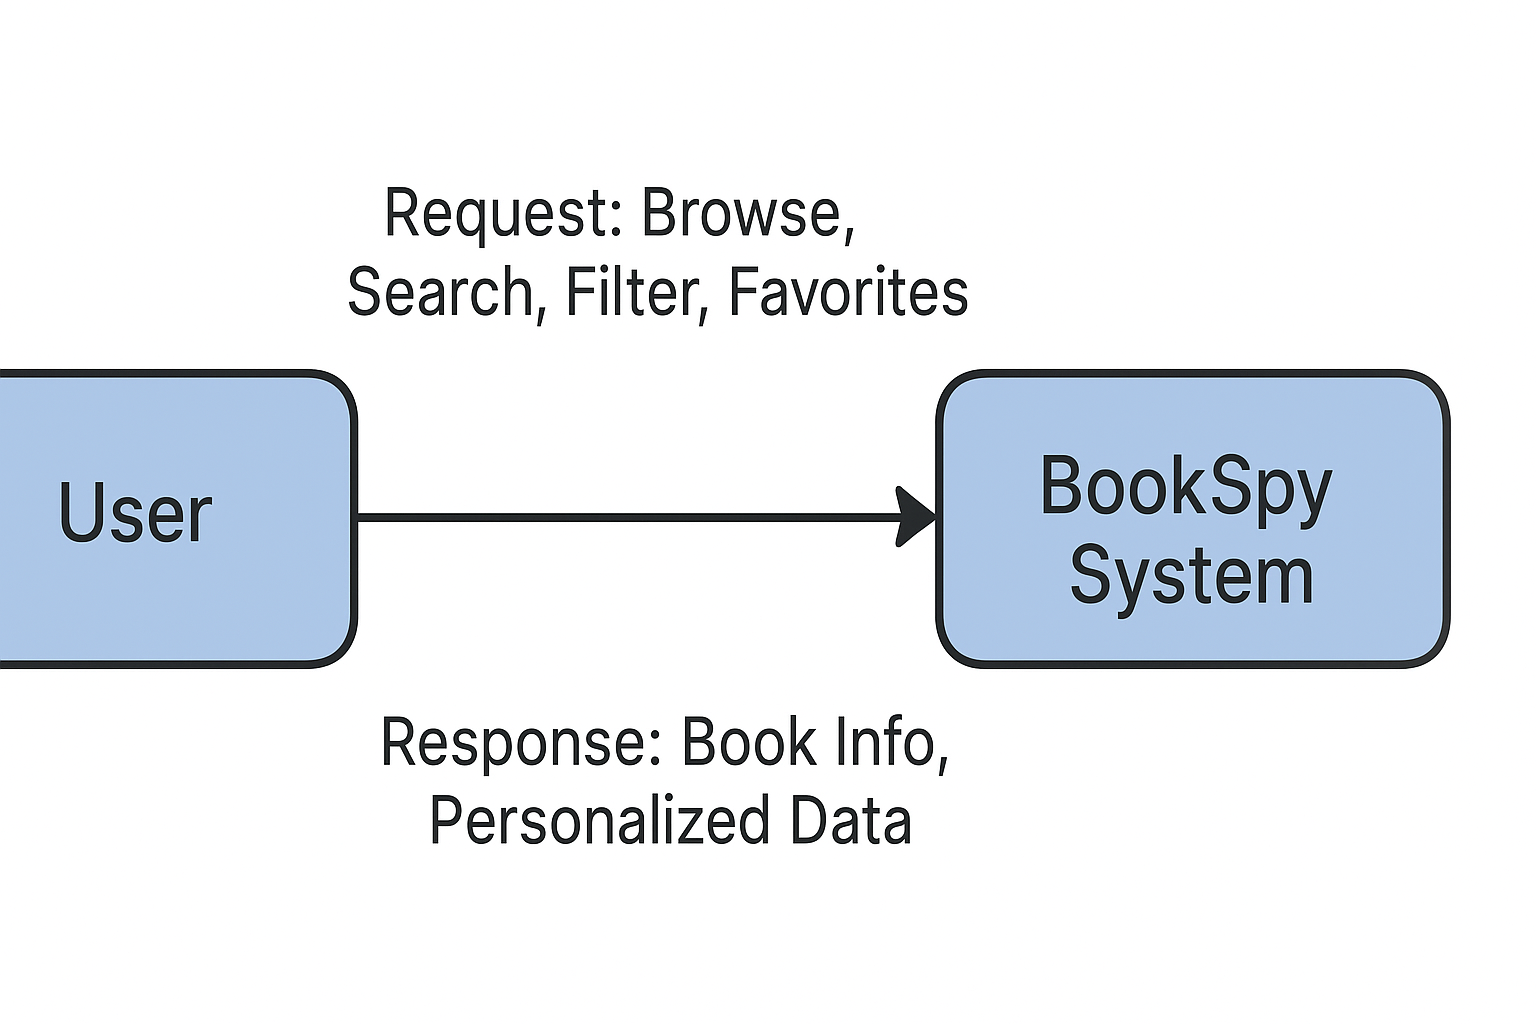 Request: Browse,
Search, Filter, Favorites
User
BookSpy
System
Response: Book Info,
Personalized Data